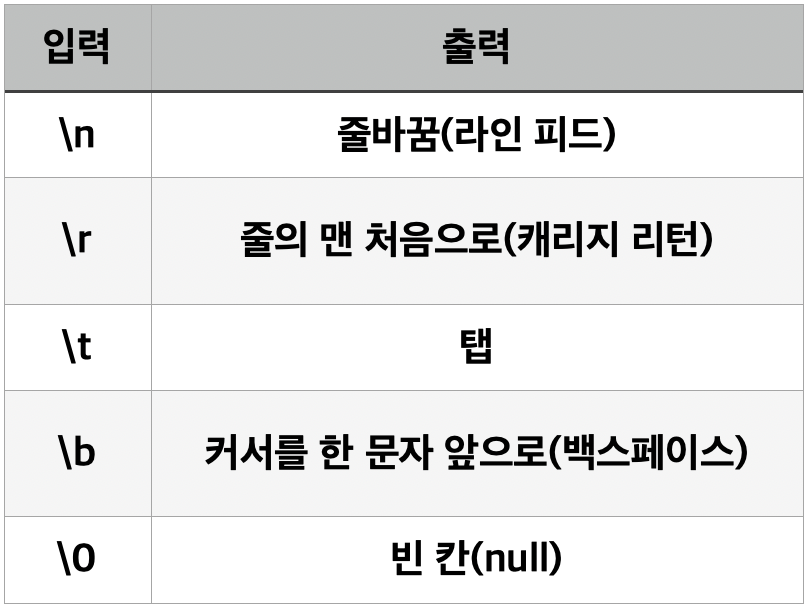 입력 출력
\n 줄바꿈(라인 피드)
\r 줄의 맨 처음으로(캐리지 리턴)
\t 탭
\b 커서를 한 문자 앞으로(백스페이스)
\0 빈 칸(null)